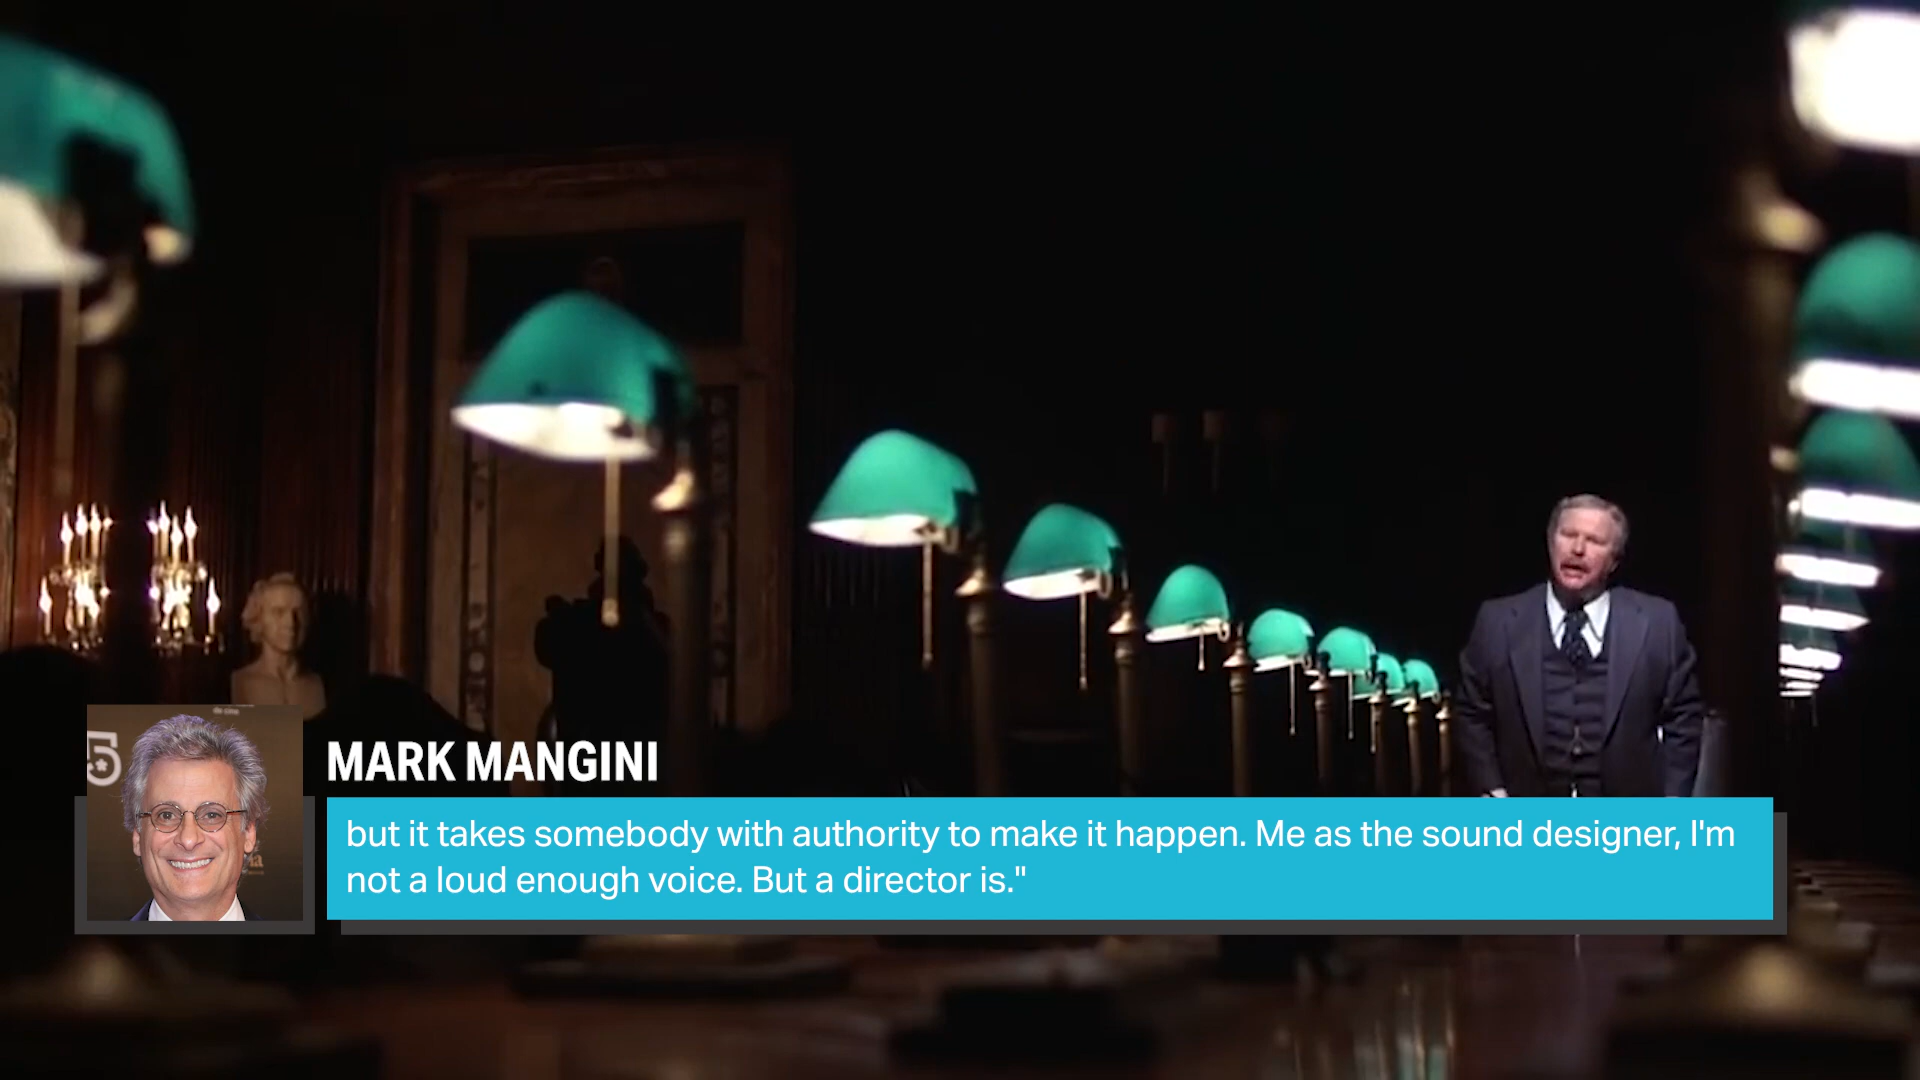 MARK MANGINI
but it takes somebody with authority to make it happen. Me as the sound designer, I'm
not a loud enough voice. But a director is."
5